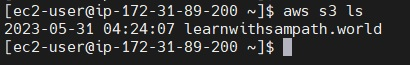 [ec2-user@ip-172-31-89-200 ~]$ aws s3 ls
2023-05-31 04:24:07 learnwithsampath.world
[ec2-user@ip-172-31-89-200 ~]$